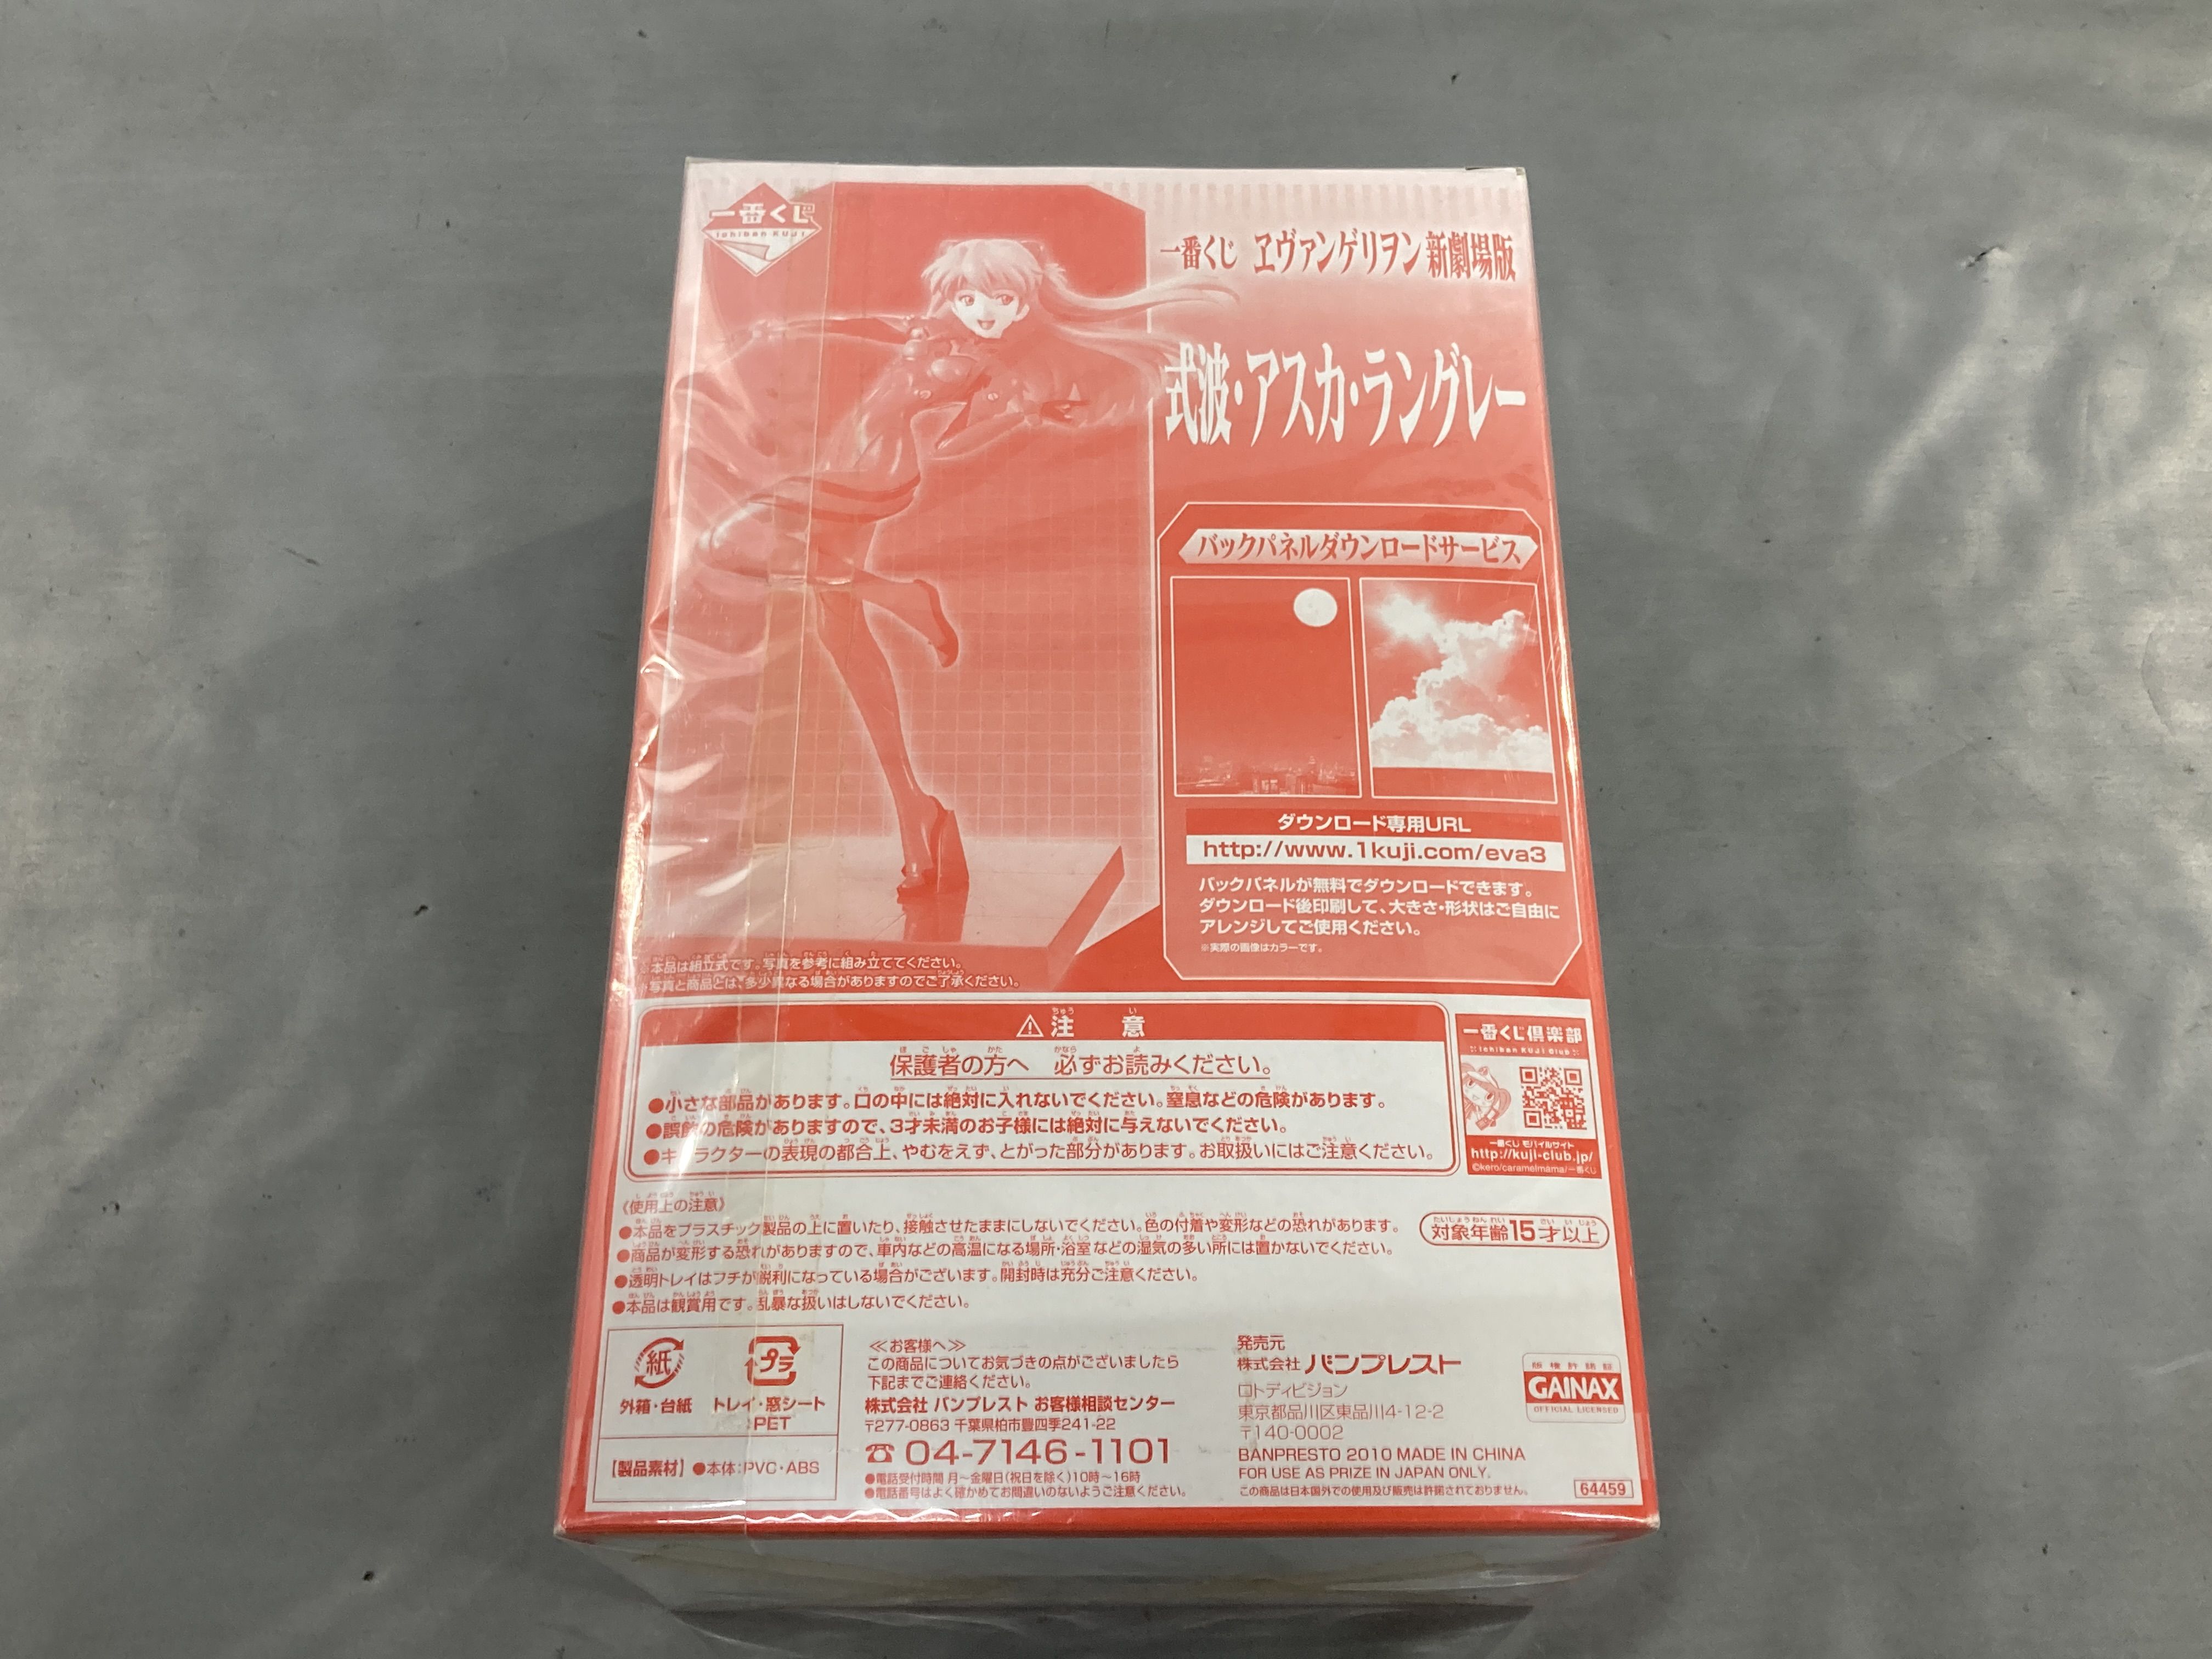 一番くじ
Ichiban KUJI
一番くじ ヱヴァンゲリヲン新劇場版
式波・アスカ・ラングレー
バックパネルダウンロードサービス
ダウンロード専用URL
http://www.1kuji.com/eva3
バックパネルが無料でダウンロードできます。
ダウンロード後印刷して、大きさ・形状はご自由に
アレンジしてご使用ください。
※実際の画像はカラーです。
※本品は組立式です。写真を参考に組み立ててください。
※写真と商品とは、多少異なる場合がありますのでご了承ください。
⚠注意
保護者の方へ 必ずお読みください。
●小さな部品があります。口の中には絶対に入れないでください。窒息などの危険があります。
●誤飲の危険がありますので、3才未満のお子様には絶対に与えないでください。
●キャラクターの表現の都合上、やむをえず、とがった部分があります。お取扱いにはご注意ください。
一番くじ倶楽部
Ichiban KUJI Club
一番くじ モバイルサイト
http://kuji-club.jp/
©kero/caramelmama/一番くじ
《使用上の注意》
●本品をプラスチック製品の上に置いたり、接触させたままにしないでください。色の付着や変形などの恐れがあります。
●商品が変形する恐れがありますので、車内などの高温になる場所・浴室などの湿気の多い所には置かないでください。
●透明トレイはフチが鋭利になっている場合がございます。開封時は充分ご注意ください。
●本品は観賞用です。乱暴な扱いはしないでください。
対象年齢15才以上
紙
外箱・台紙
プラ
トレイ・窓シート
:PET
【製品素材】●本体:PVC・ABS
≪お客様へ≫
この商品についてお気づきの点がございましたら
下記までご連絡ください。
株式会社 バンプレスト お客様相談センター
〒277-0863 千葉県柏市豊四季241-22
☎04-7146-1101
●電話受付時間 月~金曜日(祝日を除く)10時~16時
●電話番号はよく確かめてお間違いのないようご注意ください。
発売元
株式会社 バンプレスト
ロトディビジョン
東京都品川区東品川4-12-2
〒140-0002
BANPRESTO 2010 MADE IN CHINA
FOR USE AS PRIZE IN JAPAN ONLY.
この商品は日本国外での使用及び販売は許諾されておりません。
版権許諾証
GAINAX
OFFICIAL LICENSED
64459